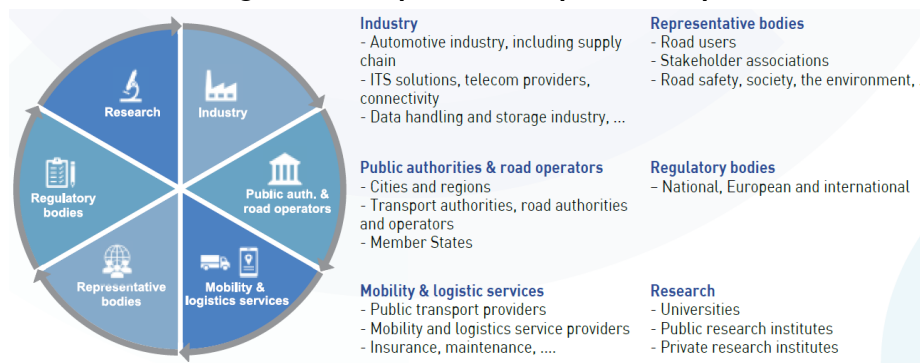 Research
Industry
Regulatory
bodies
Public auth. &
road operators
Representative
bodies
Mobility &
logistics services
Industry
- Automotive industry, including supply
chain
- ITS solutions, telecom providers,
connectivity
- Data handling and storage industry, ...
Representative bodies
- Road users
- Stakeholder associations
- Road safety, society, the environment,
Public authorities & road operators
- Cities and regions
- Transport authorities, road authorities
and operators
- Member States
Regulatory bodies
– National, European and international
Mobility & logistic services
- Public transport providers
- Mobility and logistics service providers
- Insurance, maintenance, ....
Research
- Universities
- Public research institutes
- Private research institutes